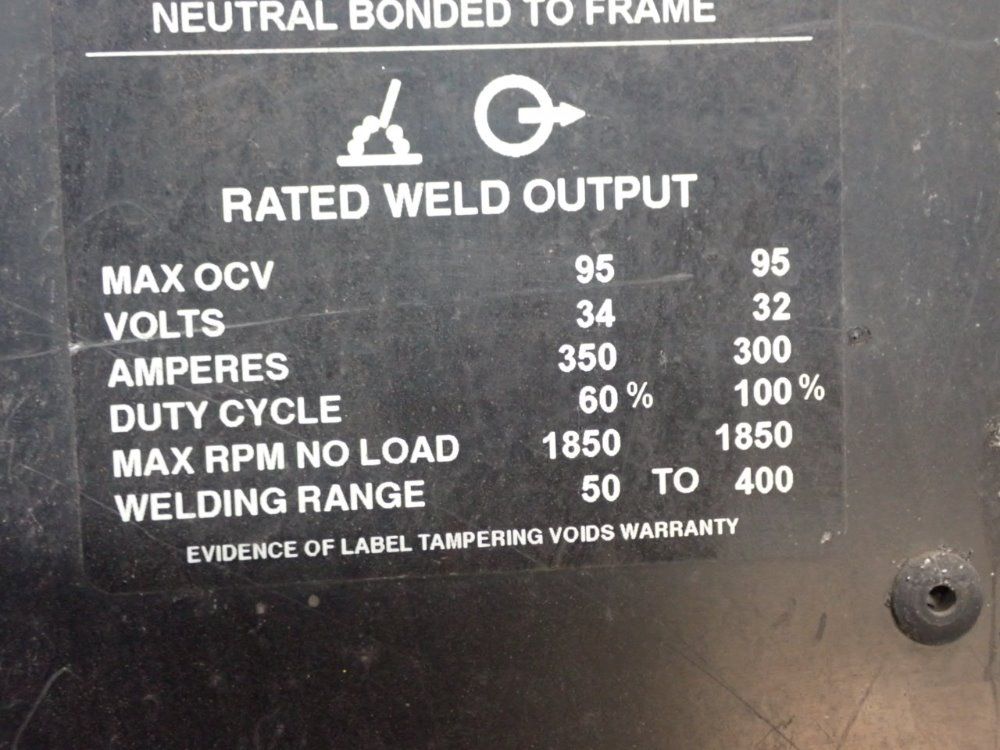 NEUTRAL BONDED TO FRAME
RATED WELD OUTPUT
MAX OCV 95 95
VOLTS 34 32
AMPERES 350 300
DUTY CYCLE 60 % 100 %
MAX RPM NO LOAD 1850 1850
WELDING RANGE 50 TO 400
EVIDENCE OF LABEL TAMPERING VOIDS WARRANTY